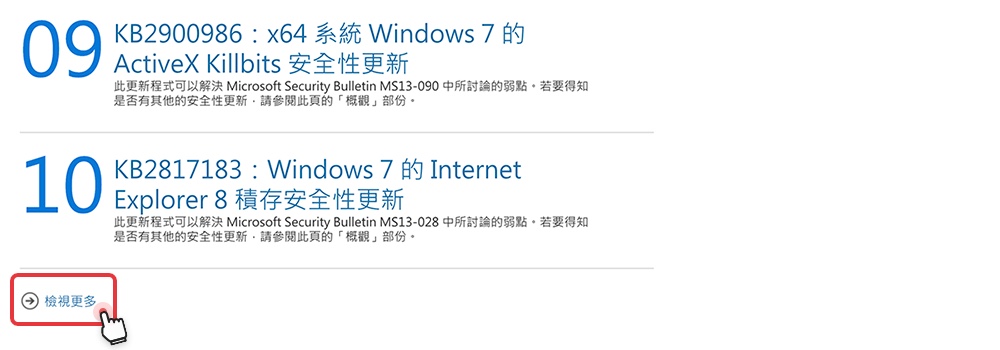 09
KB2900986：x64 系統 Windows 7 的
ActiveX Killbits 安全性更新
此更新程式可以解決 Microsoft Security Bulletin MS13-090 中所討論的弱點。若要得知
是否有其他的安全性更新，請參閱此頁的「概觀」部份。
10
KB2817183：Windows 7 的 Internet
Explorer 8 積存安全性更新
此更新程式可以解決 Microsoft Security Bulletin MS13-028 中所討論的弱點。若要得知
是否有其他的安全性更新，請參閱此頁的「概觀」部份。
檢視更多